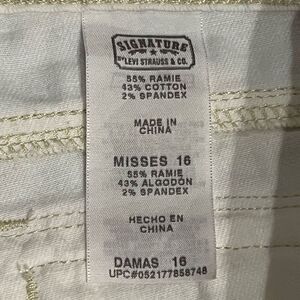 SIGNATURE
BY LEVI STRAUSS & CO.
55% RAMIE
43% COTTON
2% SPANDEX
MADE IN
CHINA
MISSES 16
55% RAMIE
43% ALGODÓN
2% SPANDEX
HECHO EN
CHINA
DAMAS 16
UPC#052177858748